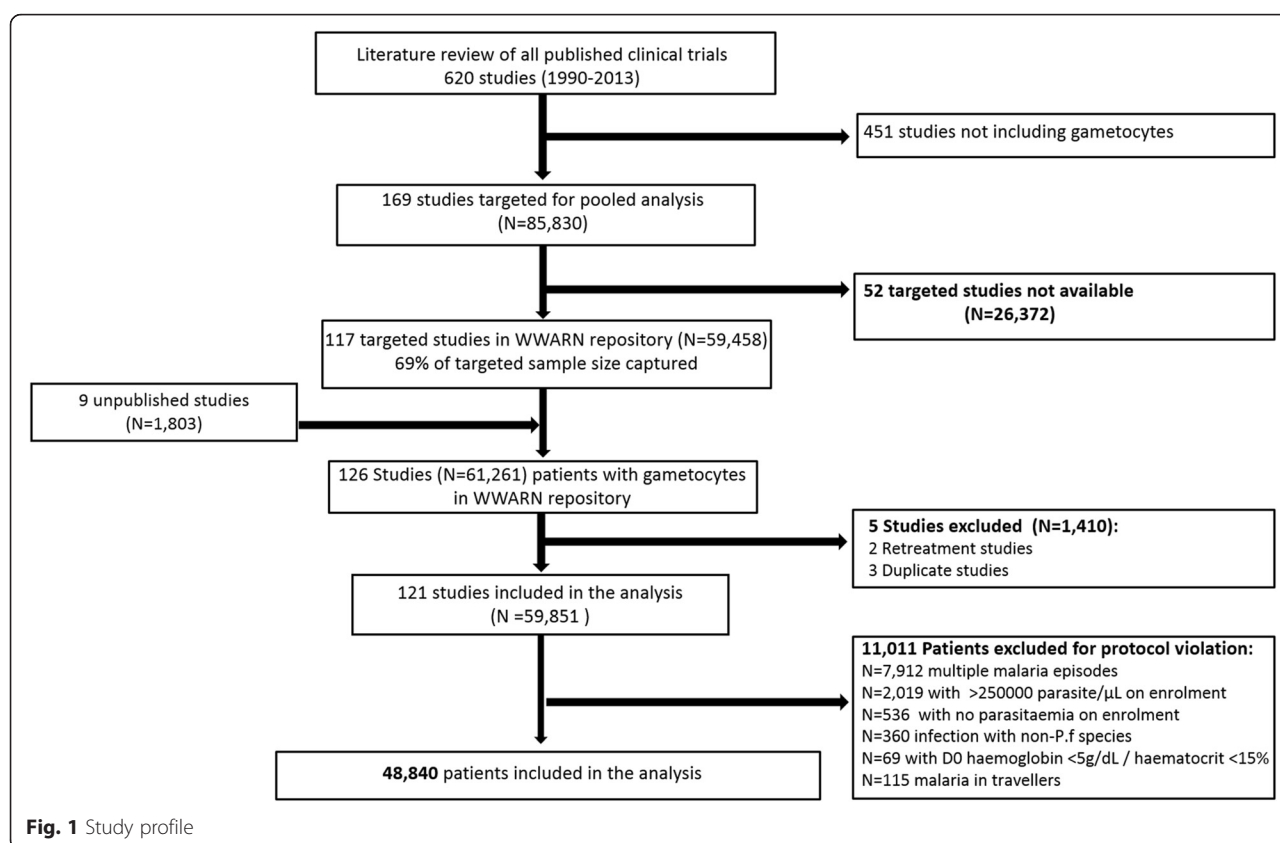 Literature review of all published clinical trials
620 studies (1990-2013)
451 studies not including gametocytes
169 studies targeted for pooled analysis
(N=85,830)
52 targeted studies not available
(N=26,372)
117 targeted studies in WWARN repository (N=59,458)
69% of targeted sample size captured
9 unpublished studies
(N=1,803)
126 Studies (N=61,261) patients with gametocytes
in WWARN repository
5 Studies excluded (N=1,410):
2 Retreatment studies
3 Duplicate studies
121 studies included in the analysis
(N =59,851 )
11,011 Patients excluded for protocol violation:
N=7,912 multiple malaria episodes
N=2,019 with >250000 parasite/µL on enrolment
N=536 with no parasitaemia on enrolment
N=360 infection with non-P.f species
N=69 with D0 haemoglobin <5g/dL / haematocrit <15%
N=115 malaria in travellers
48,840 patients included in the analysis
Fig. 1 Study profile